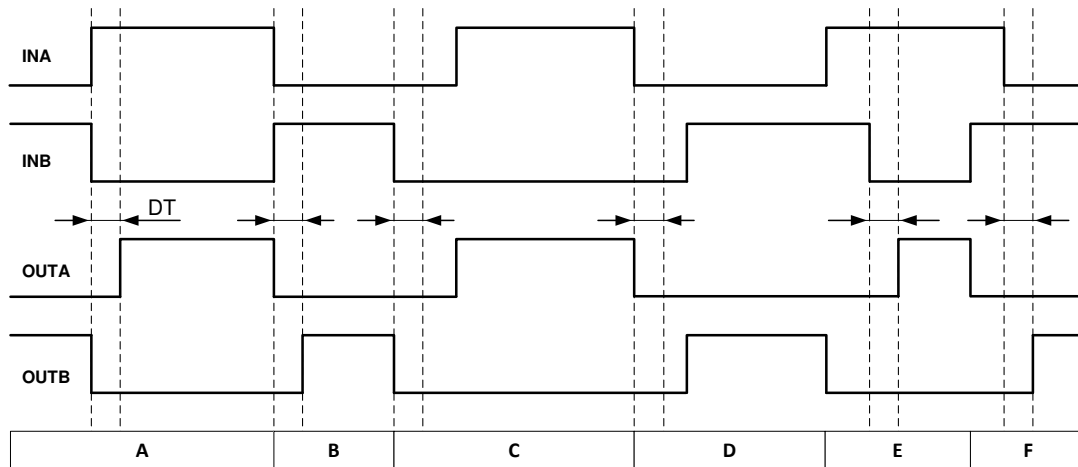 INA
INB
DT
OUTA
OUTB
A B C D E F